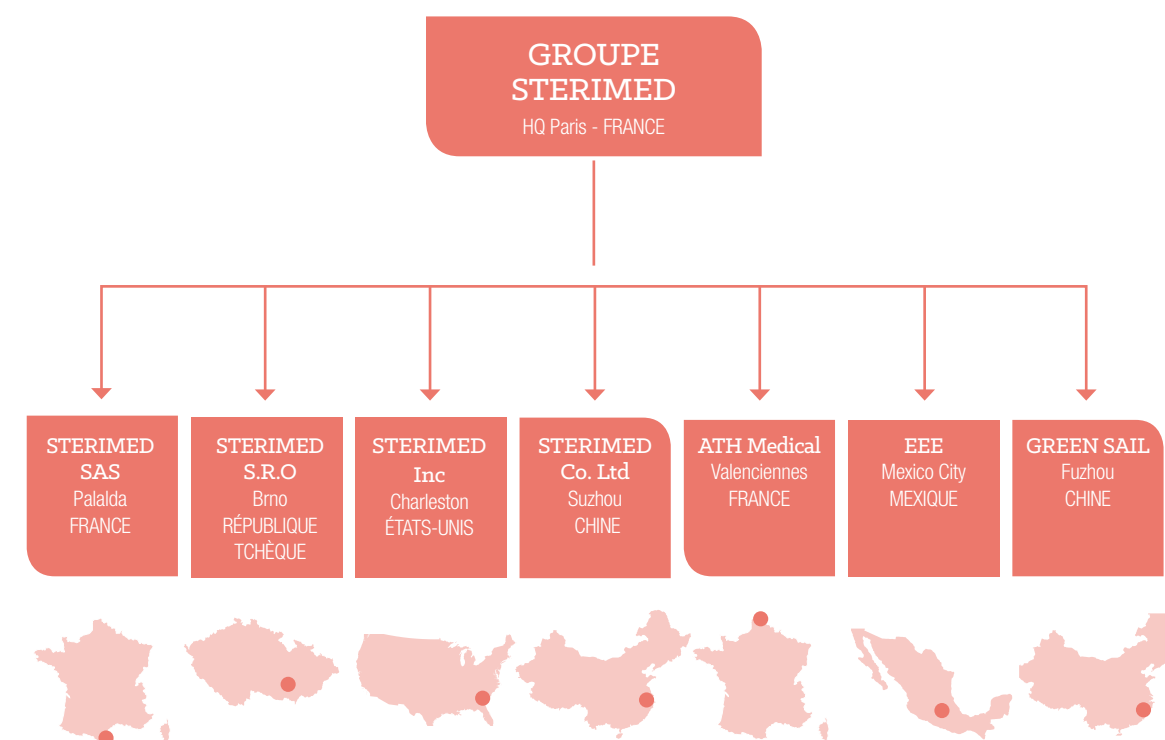 GROUPE
STERIMED
HQ Paris - FRANCE
STERIMED
SAS
Palalda
FRANCE
STERIMED
S.R.O
Brno
RÉPUBLIQUE
TCHÈQUE
STERIMED
Inc
Charleston
ÉTATS-UNIS
STERIMED
Co. Ltd
Suzhou
CHINE
ATH Medical
Valenciennes
FRANCE
EEE
Mexico City
MEXIQUE
GREEN SAIL
Fuzhou
CHINE